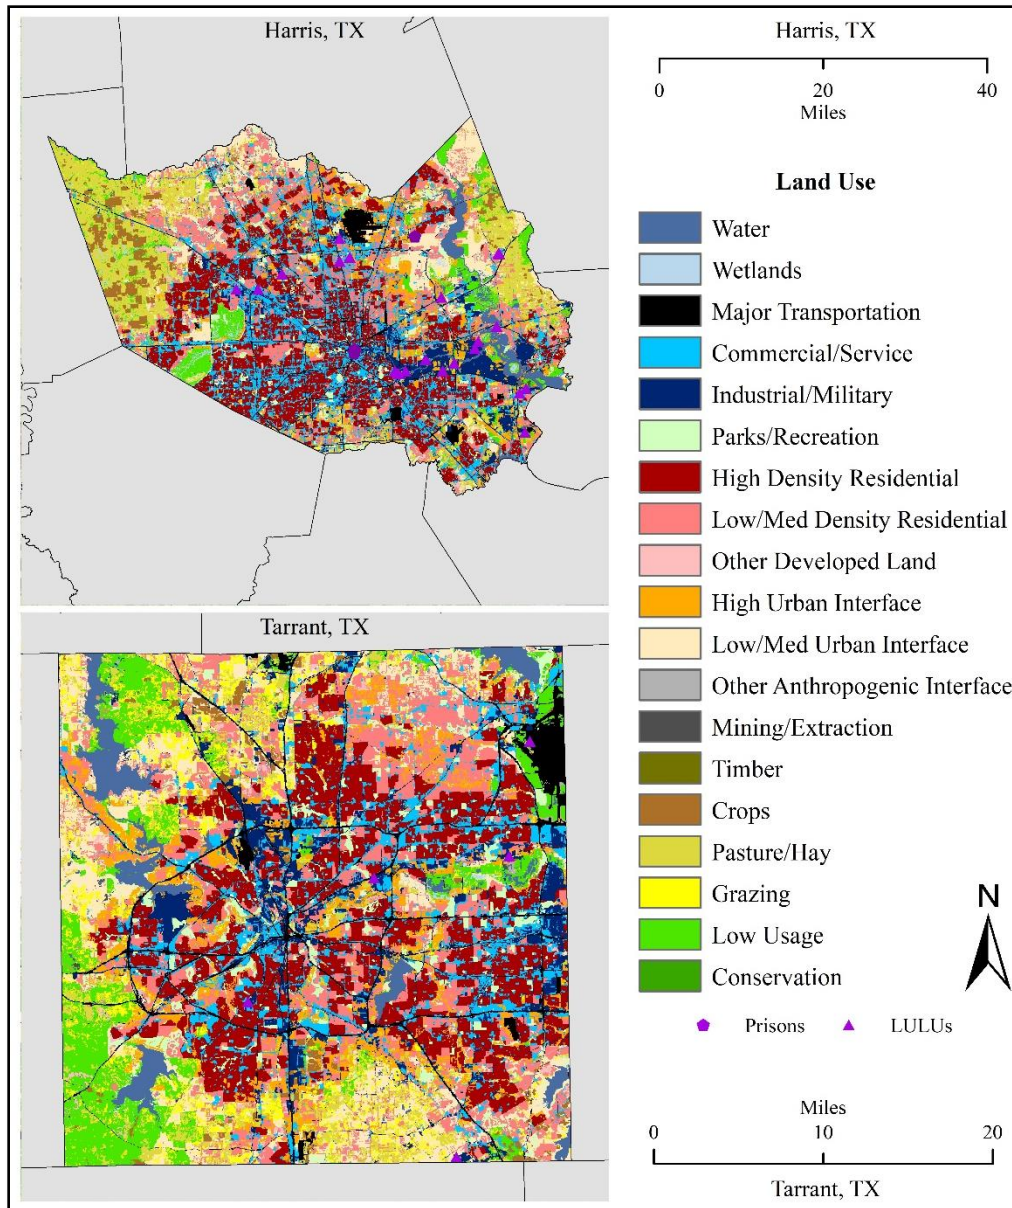 Harris, TX
Harris, TX
0 20 40
Miles
Land Use
Water
Wetlands
Major Transportation
Commercial/Service
Industrial/Military
Parks/Recreation
High Density Residential
Low/Med Density Residential
Other Developed Land
High Urban Interface
Low/Med Urban Interface
Other Anthropogenic Interface
Mining/Extraction
Timber
Crops
Pasture/Hay
Grazing
Low Usage
Conservation
N
Prisons LULUs
Tarrant, TX
Miles
0 10 20
Tarrant, TX